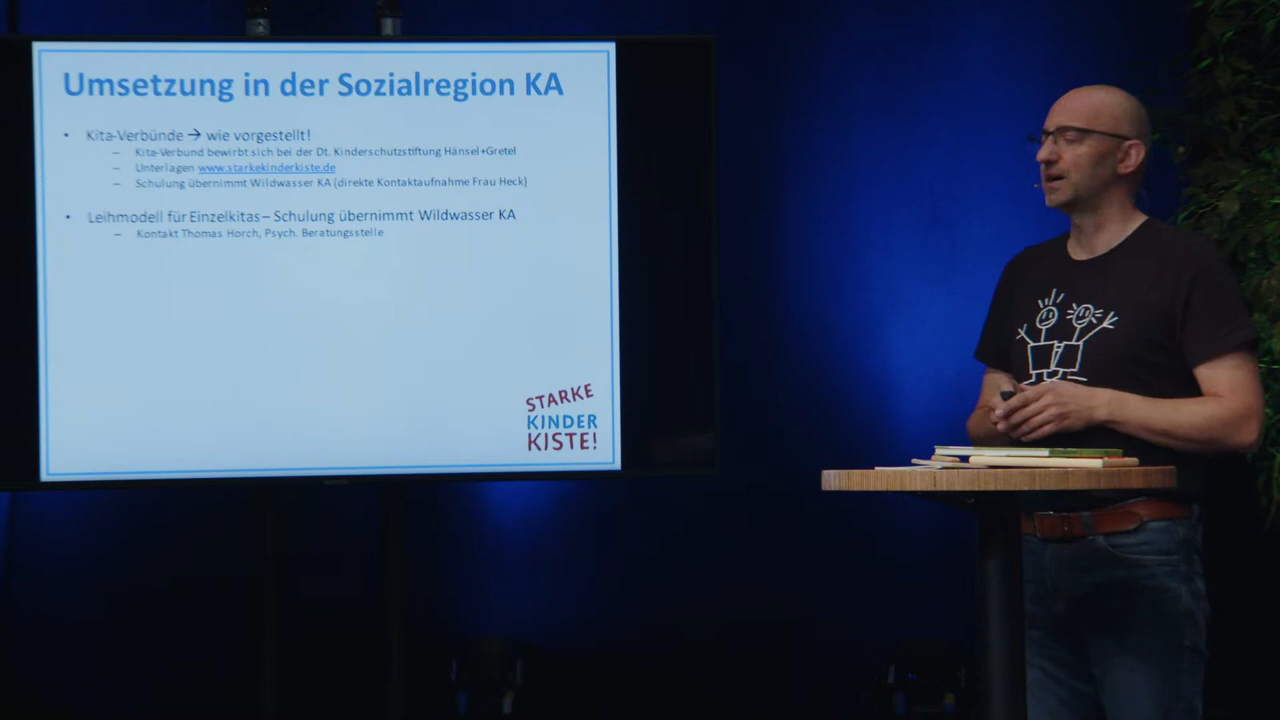 Umsetzung in der Sozialregion KA
• Kita-Verbünde → wie vorgestellt!
– Kita-Verbund bewirbt sich bei der Dt. Kinderschutzstiftung Hänsel+Gretel
– Unterlagen www.starkekinderkiste.de
– Schulung übernimmt Wildwasser KA (direkte Kontaktaufnahme Frau Heck)
• Leihmodell für Einzelkitas – Schulung übernimmt Wildwasser KA
– Kontakt Thomas Horch, Psych. Beratungsstelle
STARKE
KINDER
KISTE!